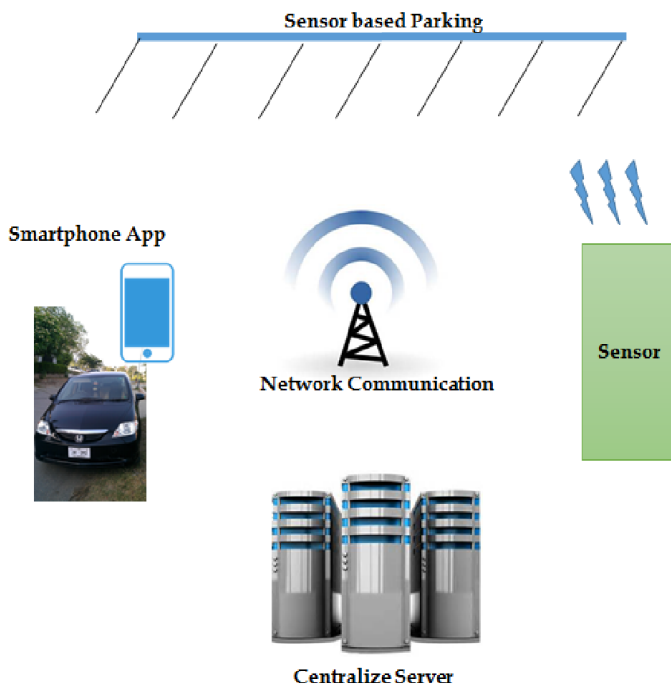 Sensor based Parking
Smartphone App
Network Communication
Sensor
Centralize Server